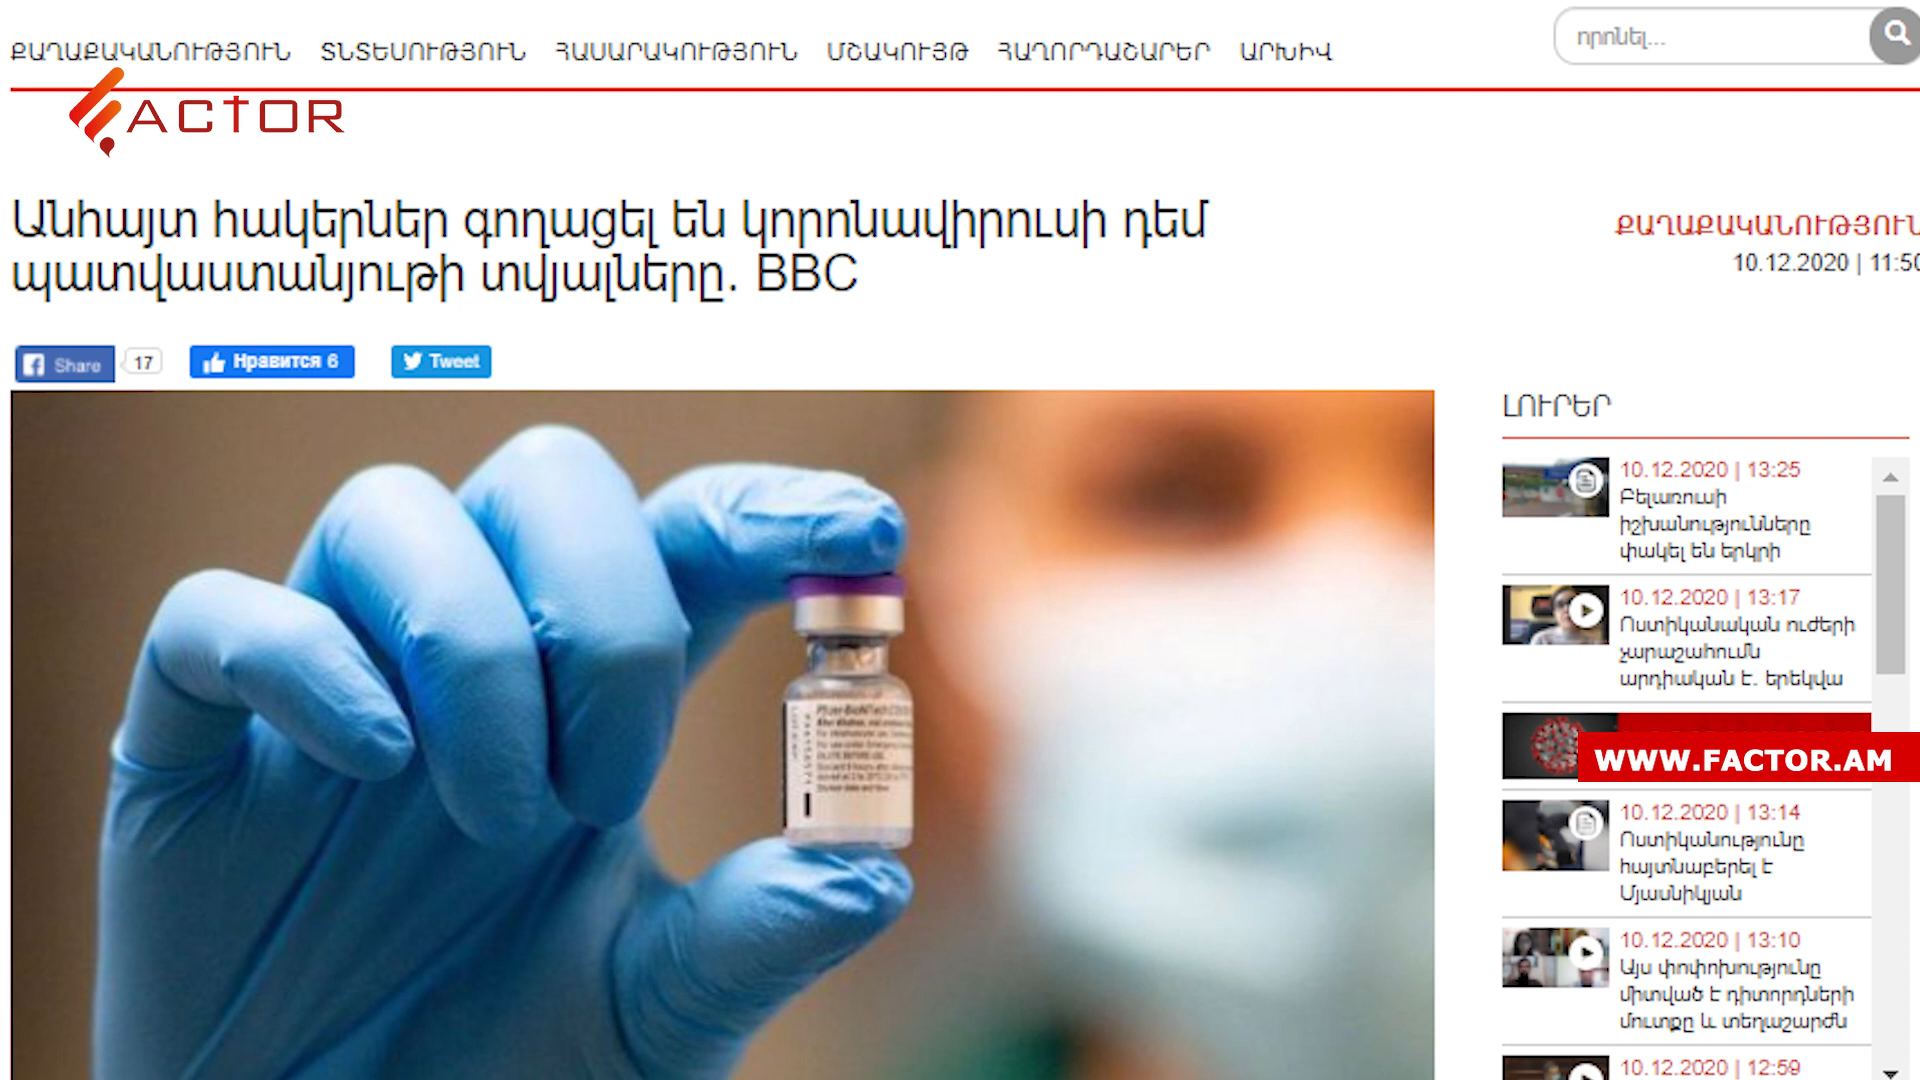 ՔԱՂԱՔԱԿԱՆՈՒԹՅՈՒՆ ՏՆՏԵՍՈՒԹՅՈՒՆ ՀԱՍԱՐԱԿՈՒԹՅՈՒՆ ՄՇԱԿՈՒՅԹ ՀԱՂՈՐԴԱՇԱՐԵՐ ԱՐԽԻՎ
որոնել...
ACTOR
Անհայտ հակերներ գողացել են կորոնավիրուսի դեմ
պատվաստանյութի տվյալները. BBC
ՔԱՂԱՔԱԿԱՆՈՒԹՅՈՒՆ
10.12.2020 | 11:50
Share 17 Нравится 6 Tweet
ԼՈՒՐԵՐ
10.12.2020 | 13:25
Բելառուսի
իշխանությունները
փակել են երկրի
10.12.2020 | 13:17
Ոստիկանական ուժերի
չարաշահումն
արդիական է. երեկվա
WWW.FACTOR.AM
10.12.2020 | 13:14
Ոստիկանությունը
հայտնաբերել է
Մյասնիկյան
10.12.2020 | 13:10
Այս փոփոխությունը
միտված է դիտորդների
մուտքը և տեղաշարժն
10.12.2020 | 12:59